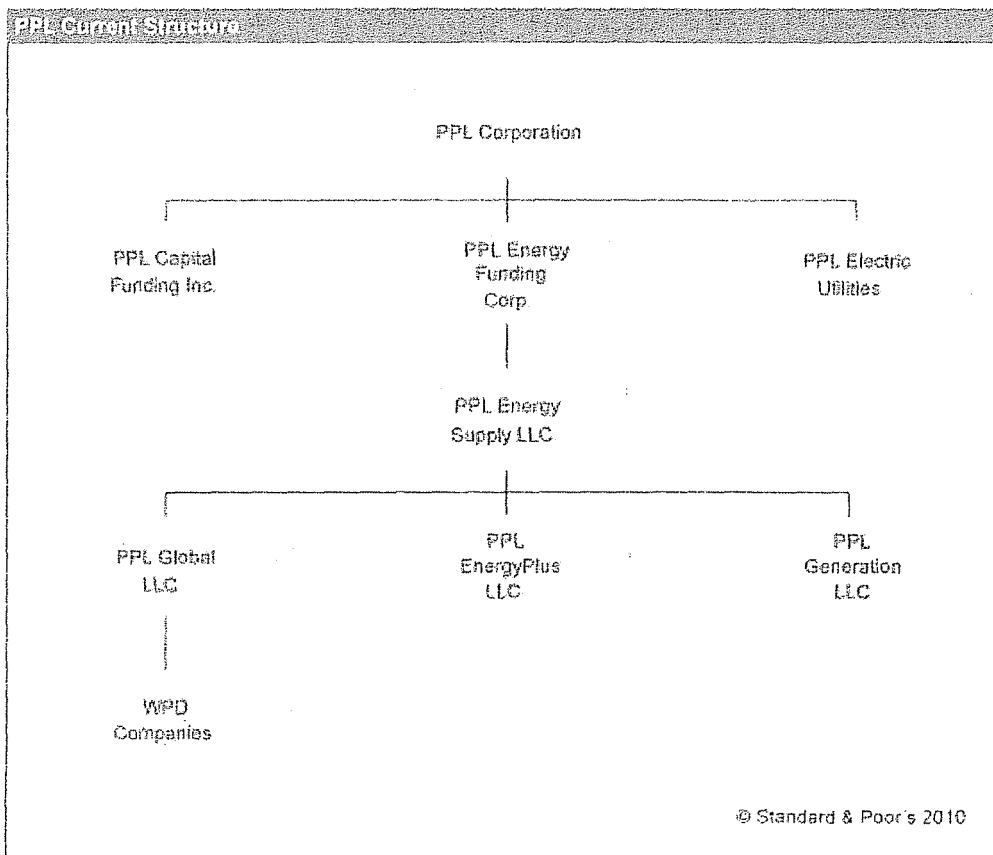 PPL Current Structure
PPL Corporation
PPL Capital
Funding Inc.
PPL Energy
Funding
Corp.
PPL Electric
Utilities
PPL Energy
Supply LLC
PPL Global
LLC
PPL
EnergyPlus
LLC
PPL
Generation
LLC
WPD
Companies
© Standard & Poor's 2010